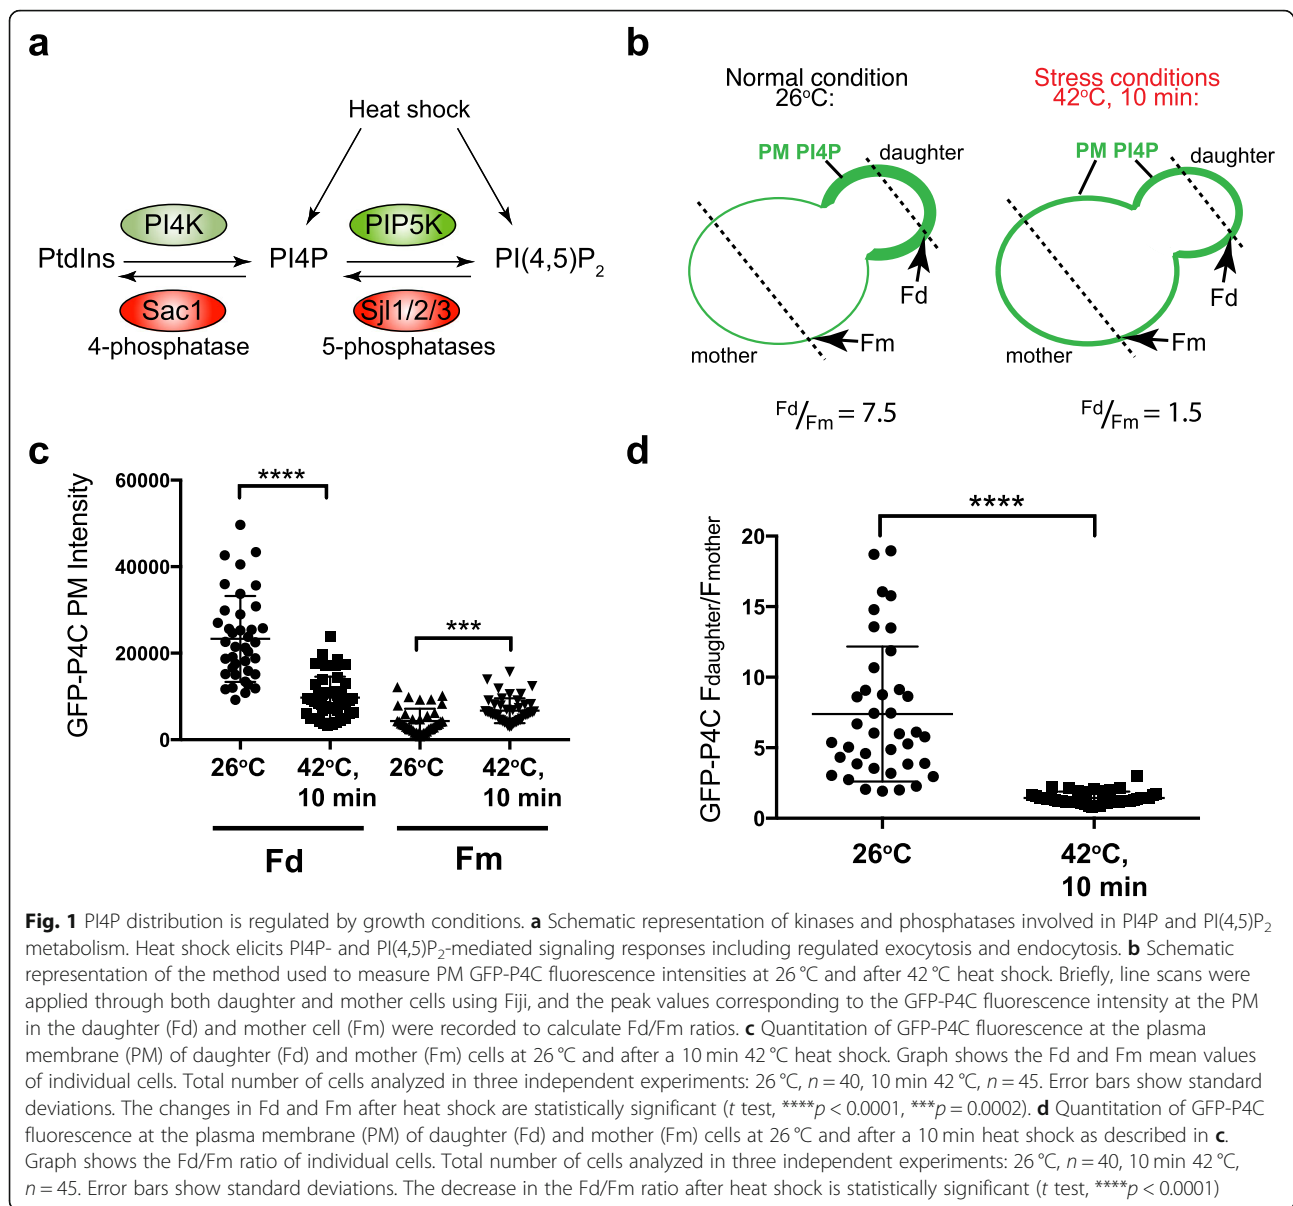 a
Heat shock
PI4K
PIP5K
PtdIns
PI4P
PI(4,5)P2
Sac1
Sjl1/2/3
4-phosphatase
5-phosphatases
b
Normal condition
26°C:
PM PI4P
daughter
Fd
Fm
mother
Fd/Fm = 7.5
Stress conditions
42°C, 10 min:
PM PI4P
daughter
Fd
Fm
mother
Fd/Fm = 1.5
c
GFP-P4C PM Intensity
60000
40000
20000
0
****
***
26°C
42°C,
10 min
26°C
42°C,
10 min
Fd
Fm
d
GFP-P4C Fdaughter/Fmother
20
15
10
5
0
****
26°C
42°C,
10 min
Fig. 1 PI4P distribution is regulated by growth conditions. a Schematic representation of kinases and phosphatases involved in PI4P and PI(4,5)P2
metabolism. Heat shock elicits PI4P- and PI(4,5)P2-mediated signaling responses including regulated exocytosis and endocytosis. b Schematic
representation of the method used to measure PM GFP-P4C fluorescence intensities at 26 °C and after 42 °C heat shock. Briefly, line scans were
applied through both daughter and mother cells using Fiji, and the peak values corresponding to the GFP-P4C fluorescence intensity at the PM
in the daughter (Fd) and mother cell (Fm) were recorded to calculate Fd/Fm ratios. c Quantitation of GFP-P4C fluorescence at the plasma
membrane (PM) of daughter (Fd) and mother (Fm) cells at 26 °C and after a 10 min 42 °C heat shock. Graph shows the Fd and Fm mean values
of individual cells. Total number of cells analyzed in three independent experiments: 26 °C, n = 40, 10 min 42 °C, n = 45. Error bars show standard
deviations. The changes in Fd and Fm after heat shock are statistically significant (t test, ****p < 0.0001, ***p = 0.0002). d Quantitation of GFP-P4C
fluorescence at the plasma membrane (PM) of daughter (Fd) and mother (Fm) cells at 26 °C and after a 10 min heat shock as described in c.
Graph shows the Fd/Fm ratio of individual cells. Total number of cells analyzed in three independent experiments: 26 °C, n = 40, 10 min 42 °C,
n = 45. Error bars show standard deviations. The decrease in the Fd/Fm ratio after heat shock is statistically significant (t test, ****p < 0.0001)